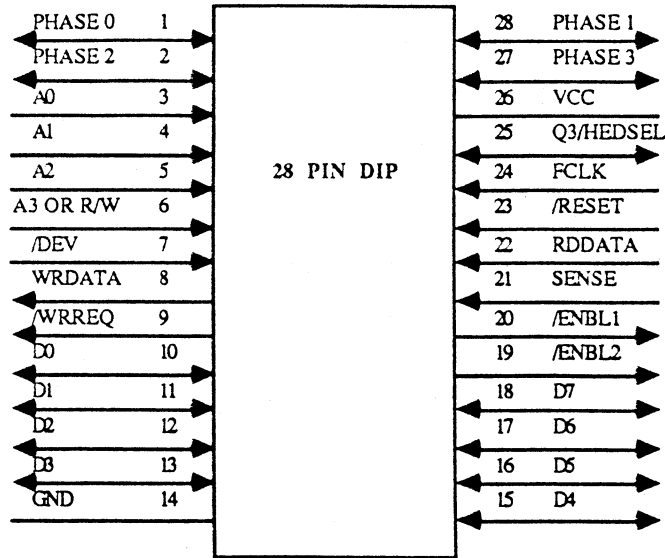 PHASE 0 1
PHASE 2 2
A0 3
A1 4
A2 5
A3 OR R/W 6
/DEV 7
WRDATA 8
/WRREQ 9
D0 10
D1 11
D2 12
D3 13
GND 14
28 PIN DIP
28 PHASE 1
27 PHASE 3
26 VCC
25 Q3/HEDSEL
24 FCLK
23 /RESET
22 RDDATA
21 SENSE
20 /ENBL1
19 /ENBL2
18 D7
17 D6
16 D5
15 D4